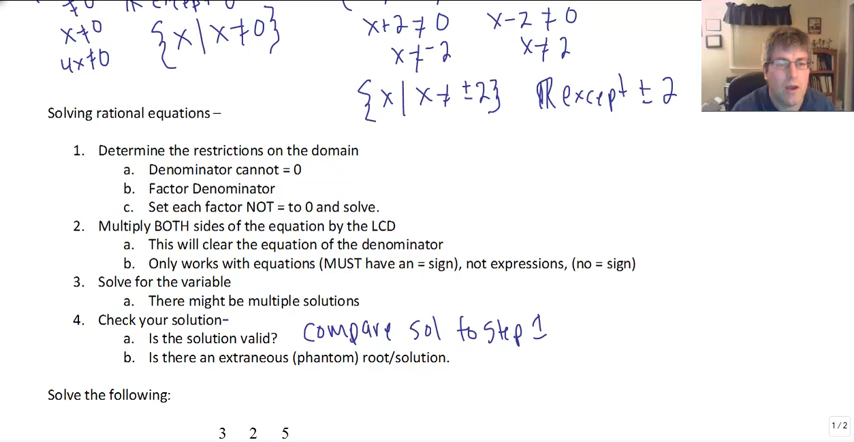 x≠0
4x≠0
{x | x≠0}
x+2≠0 x-2≠0
x≠-2 x≠2
{x | x≠ ±2} ℝ except ±2
Solving rational equations –
1. Determine the restrictions on the domain
a. Denominator cannot = 0
b. Factor Denominator
c. Set each factor NOT = to 0 and solve.
2. Multiply BOTH sides of the equation by the LCD
a. This will clear the equation of the denominator
b. Only works with equations (MUST have an = sign), not expressions, (no = sign)
3. Solve for the variable
a. There might be multiple solutions
4. Check your solution–
a. Is the solution valid? Compare sol to step 1
b. Is there an extraneous (phantom) root/solution.
Solve the following:
3 2 5
1 / 2